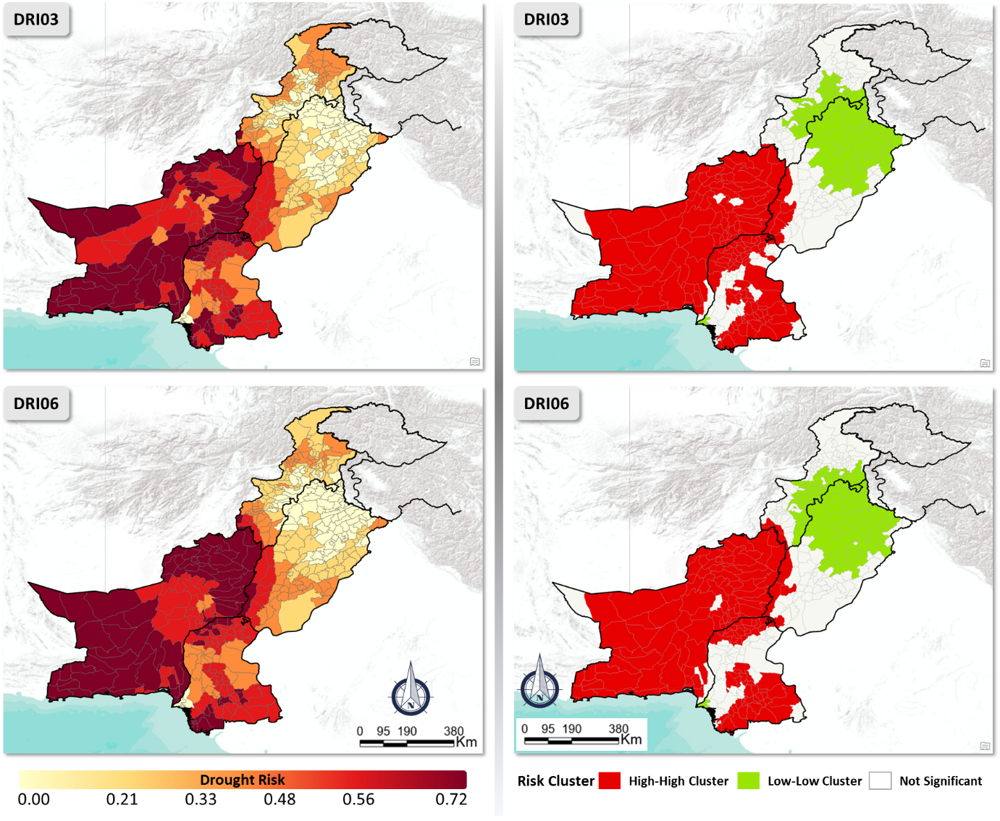 DRI03
DRI03
DRI06
DRI06
N
0 95 190 380
Km
N
0 95 190 380
Km
Drought Risk
0.00 0.21 0.33 0.48 0.56 0.72
Risk Cluster High-High Cluster Low-Low Cluster Not Significant